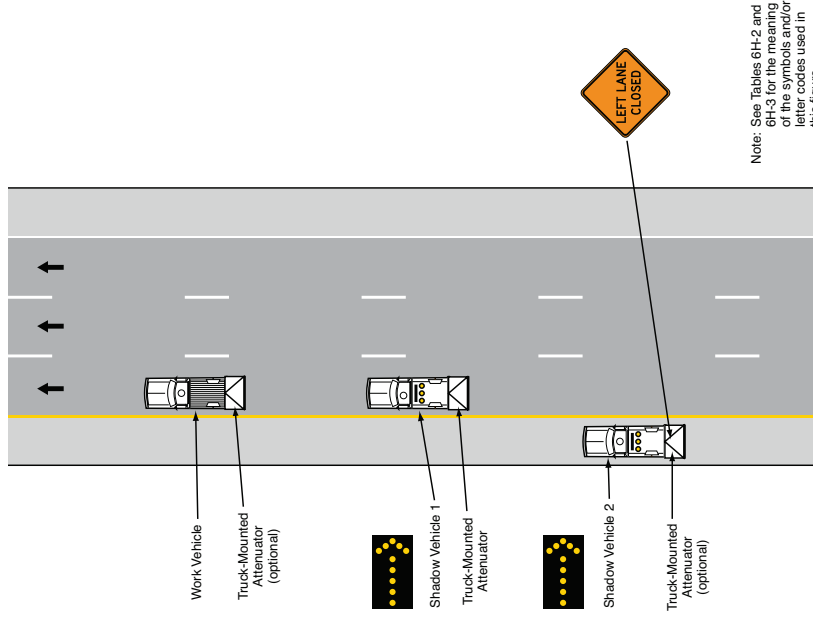 Work Vehicle
Truck-Mounted
Attenuator
(optional)
Shadow Vehicle 1
Truck-Mounted
Attenuator
Shadow Vehicle 2
Truck-Mounted
Attenuator
(optional)
LEFT LANE
CLOSED
Note: See Tables 6H-2 and
6H-3 for the meaning
of the symbols and/or
letter codes used in
this figure